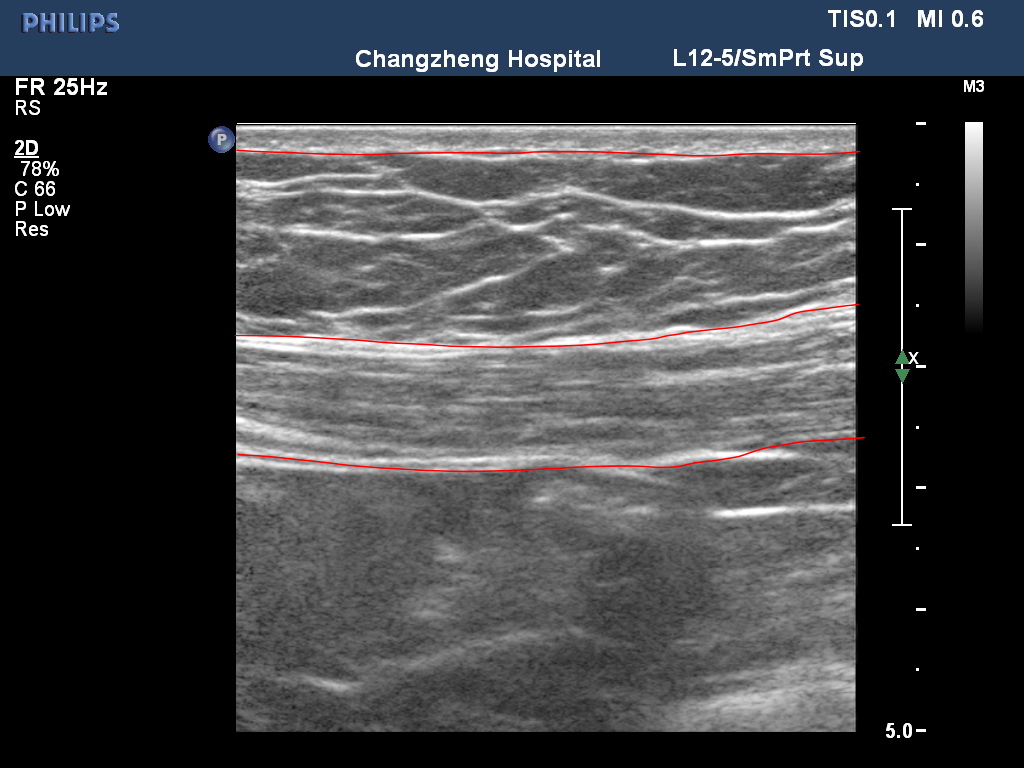 PHILIPS
TIS0.1 MI 0.6
Changzheng Hospital L12-5/SmPrt Sup
FR 25Hz
RS
M3
P
2D
78%
C 66
P Low
Res
X
5.0